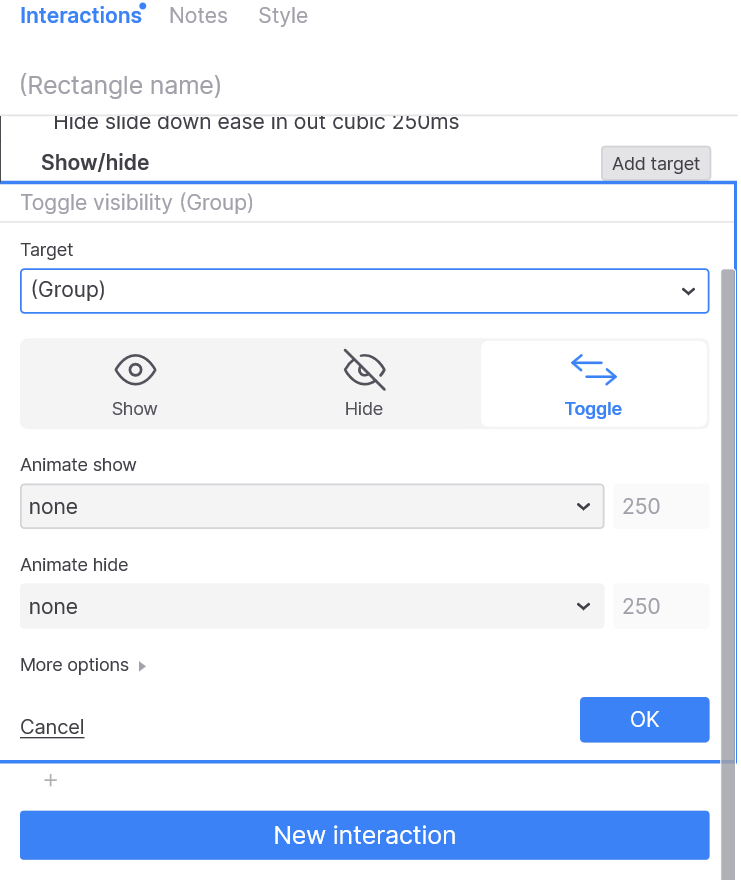 Interactions Notes Style
(Rectangle name)
Hide slide down ease in out cubic 250ms
Show/hide Add target
Toggle visibility (Group)
Target
(Group)
Show Hide Toggle
Animate show
none 250
Animate hide
none 250
More options
Cancel OK
+
New interaction